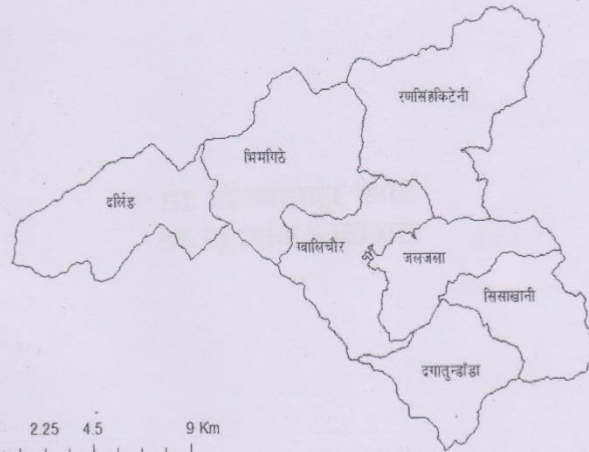 रणसिंहकिटेनी
भिमगिठे
दलिङ
ग्वालिचौर
जलजला
सिसाखानी
दगातुन्डाँडा
2.25 4.5 9 Km